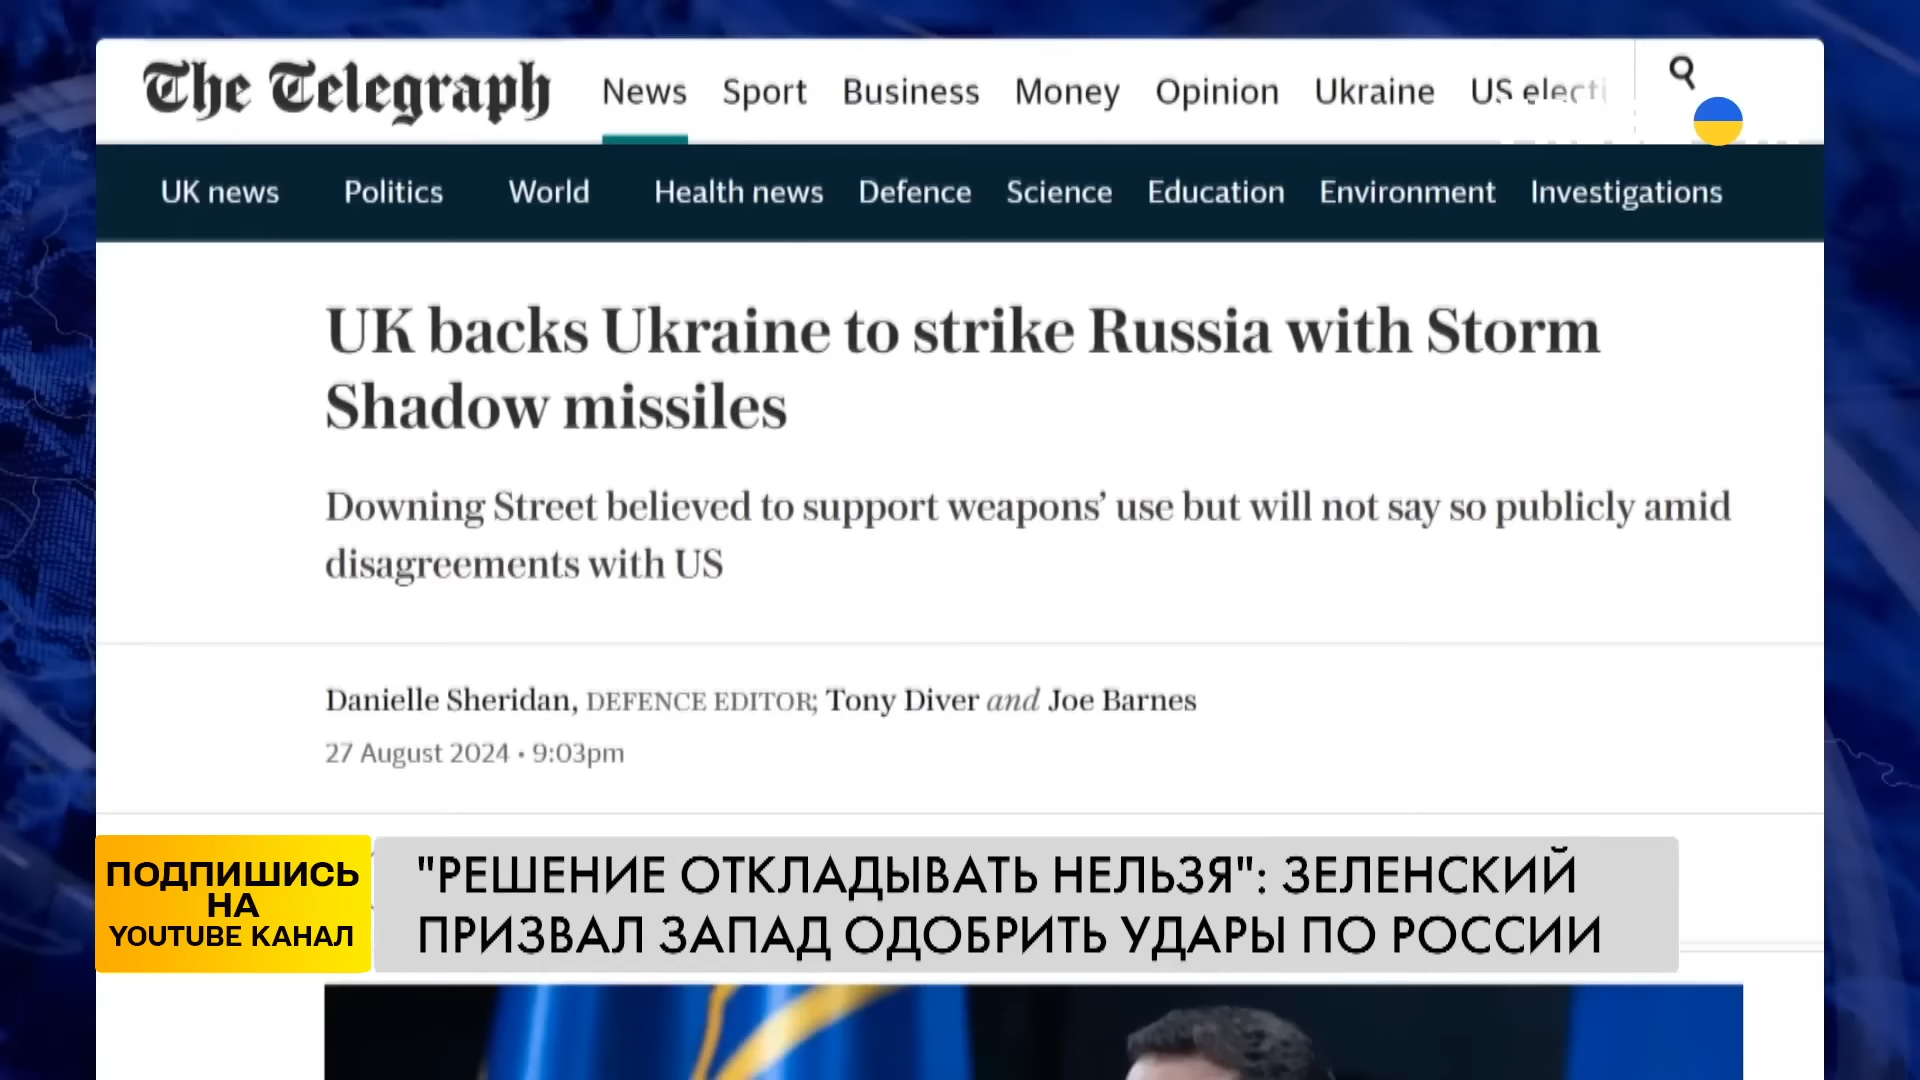 The Telegraph
News Sport Business Money Opinion Ukraine US electi
UK news Politics World Health news Defence Science Education Environment Investigations
UK backs Ukraine to strike Russia with Storm
Shadow missiles
Downing Street believed to support weapons’ use but will not say so publicly amid
disagreements with US
Danielle Sheridan, DEFENCE EDITOR; Tony Diver and Joe Barnes
27 August 2024 • 9:03pm
ПОДПИШИСЬ
НА
YOUTUBE КАНАЛ
"РЕШЕНИЕ ОТКЛАДЫВАТЬ НЕЛЬЗЯ": ЗЕЛЕНСКИЙ
ПРИЗВАЛ ЗАПАД ОДОБРИТЬ УДАРЫ ПО РОССИИ